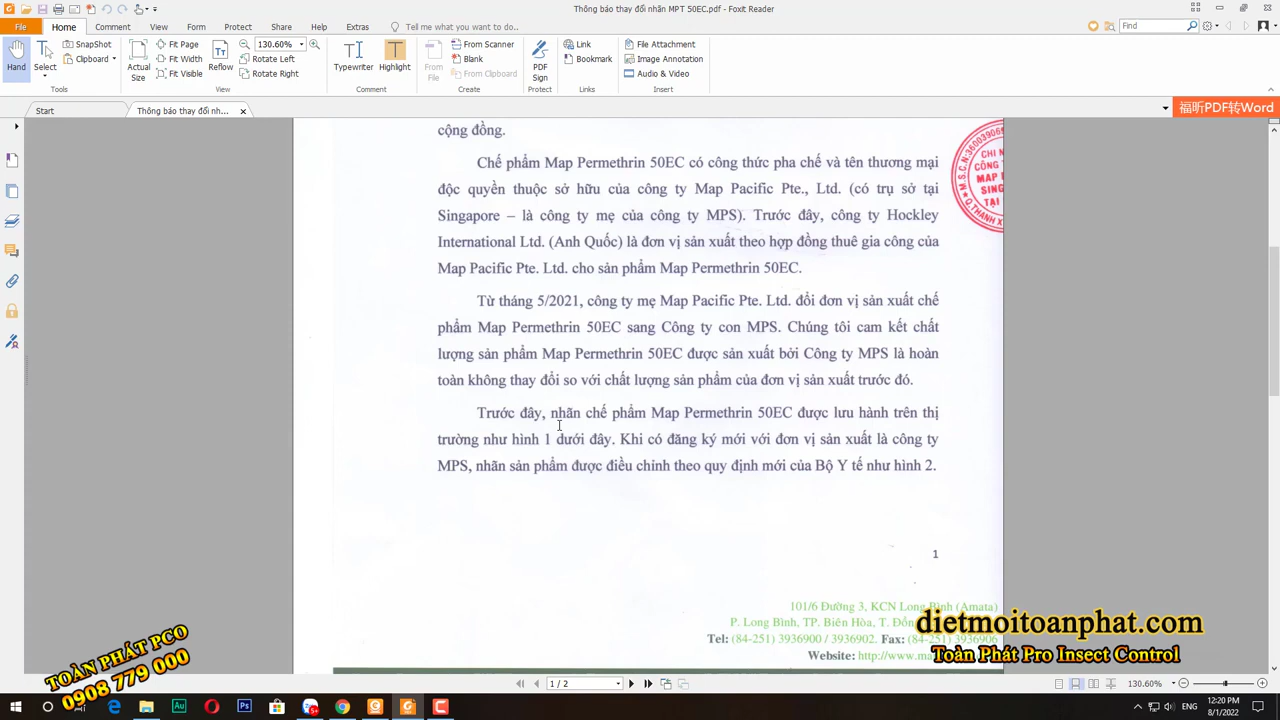 Thông báo thay đổi nhãn MPT 50EC.pdf - Foxit Reader
File Home Comment View Form Protect Share Help Extras Tell me what you want to do... Find
Hand Select SnapShot Clipboard Actual Size Fit Page Fit Width Fit Visible Reflow 130.60% Rotate Left Rotate Right Typewriter Highlight From File From Scanner Blank From Clipboard PDF Sign Link Bookmark File Attachment Image Annotation Audio & Video
Tools View Comment Create Protect Links Insert
Start Thông báo thay đổi nh... 福昕PDF转Word
cộng đồng.
Chế phẩm Map Permethrin 50EC có công thức pha chế và tên thương mại
độc quyền thuộc sở hữu của công ty Map Pacific Pte., Ltd. (có trụ sở tại
Singapore – là công ty mẹ của công ty MPS). Trước đây, công ty Hockley
International Ltd. (Anh Quốc) là đơn vị sản xuất theo hợp đồng thuê gia công của
Map Pacific Pte. Ltd. cho sản phẩm Map Permethrin 50EC.
Từ tháng 5/2021, công ty mẹ Map Pacific Pte. Ltd. đổi đơn vị sản xuất chế
phẩm Map Permethrin 50EC sang Công ty con MPS. Chúng tôi cam kết chất
lượng sản phẩm Map Permethrin 50EC được sản xuất bởi Công ty MPS là hoàn
toàn không thay đổi so với chất lượng sản phẩm của đơn vị sản xuất trước đó.
Trước đây, nhãn chế phẩm Map Permethrin 50EC được lưu hành trên thị
trường như hình 1 dưới đây. Khi có đăng ký mới với đơn vị sản xuất là công ty
MPS, nhãn sản phẩm được điều chỉnh theo quy định mới của Bộ Y tế như hình 2.
1
101/6 Đường 3, KCN Long Bình (Amata)
P. Long Bình, TP. Biên Hòa, T. Đồng
Tel: (84-251) 3936900 / 3936902. Fax: (84-251) 3936906
Website: http://www.ma
dietmoitoanphat.com
Toàn Phát Pro Insect Control
TOÀN PHÁT PCO
0908 779 000
1 / 2 130.60%
ENG 12:20 PM
8/1/2022